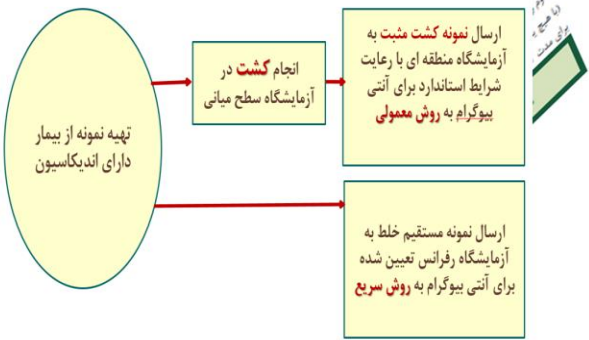 تهیه نمونه از بیمار
دارای اندیکاسیون
انجام کشت در
آزمایشگاه سطح میانی
ارسال نمونه کشت مثبت به
آزمایشگاه منطقه ای با رعایت
شرایط استاندارد برای آنتی
بیوگرام به روش معمولی
ارسال نمونه مستقیم خلط به
آزمایشگاه رفرانس تعیین شده
برای آنتی بیوگرام به روش سریع
برای مدت